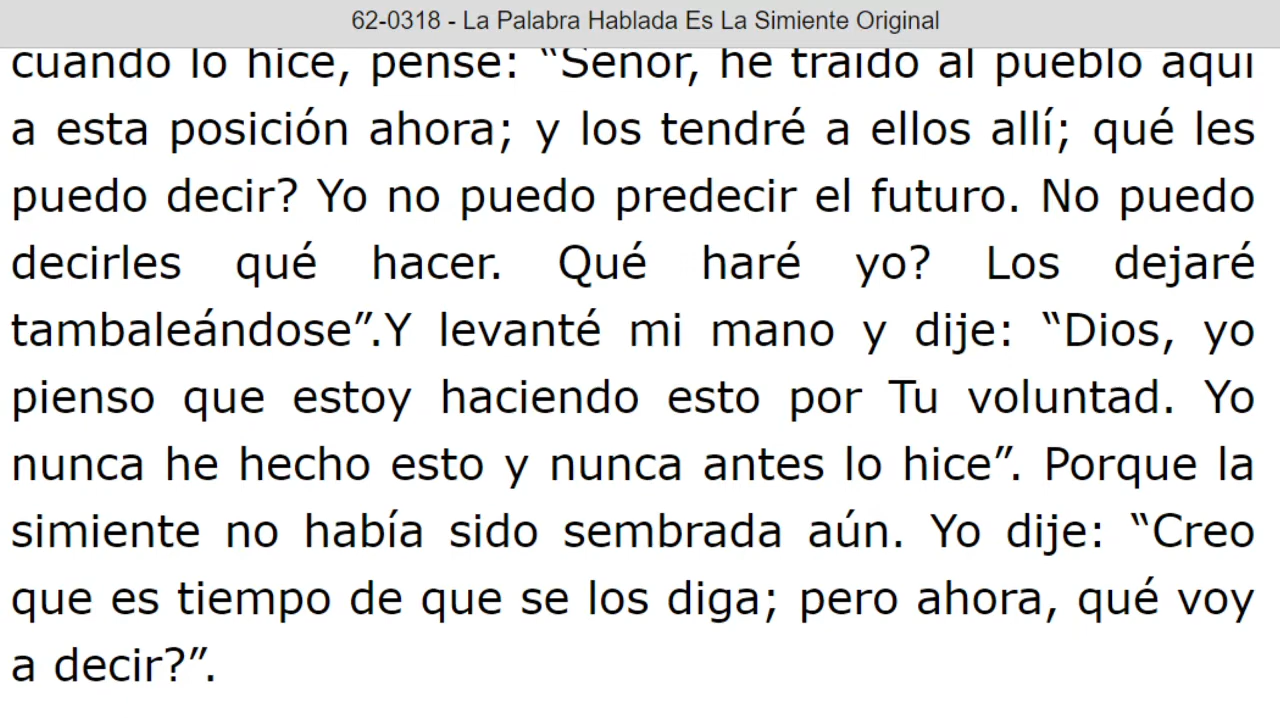 62-0318 - La Palabra Hablada Es La Simiente Original
cuando lo hice, pensé: “Señor, he traído al pueblo aquí
a esta posición ahora; y los tendré a ellos allí; qué les
puedo decir? Yo no puedo predecir el futuro. No puedo
decirles qué hacer. Qué haré yo? Los dejaré
tambaleándose”.Y levanté mi mano y dije: “Dios, yo
pienso que estoy haciendo esto por Tu voluntad. Yo
nunca he hecho esto y nunca antes lo hice”. Porque la
simiente no había sido sembrada aún. Yo dije: “Creo
que es tiempo de que se los diga; pero ahora, qué voy
a decir?”.